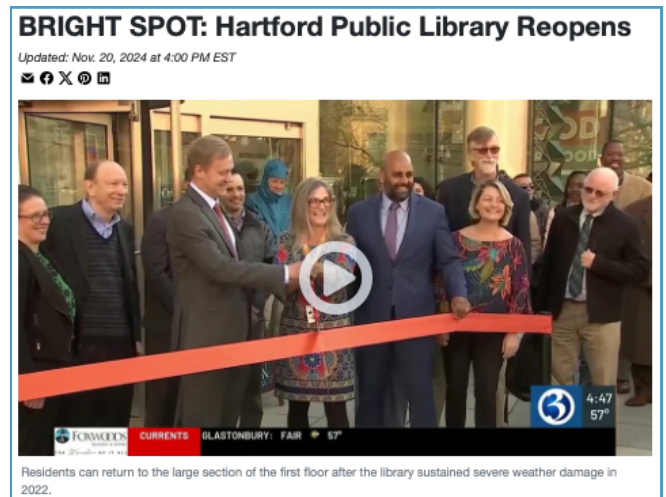 BRIGHT SPOT: Hartford Public Library Reopens
Updated: Nov. 20, 2024 at 4:00 PM EST
OD
OOD
3
4:47
57°
FOXWOODS
CURRENTS
GLASTONBURY: FAIR 57°
Residents can return to the large section of the first floor after the library sustained severe weather damage in
2022.